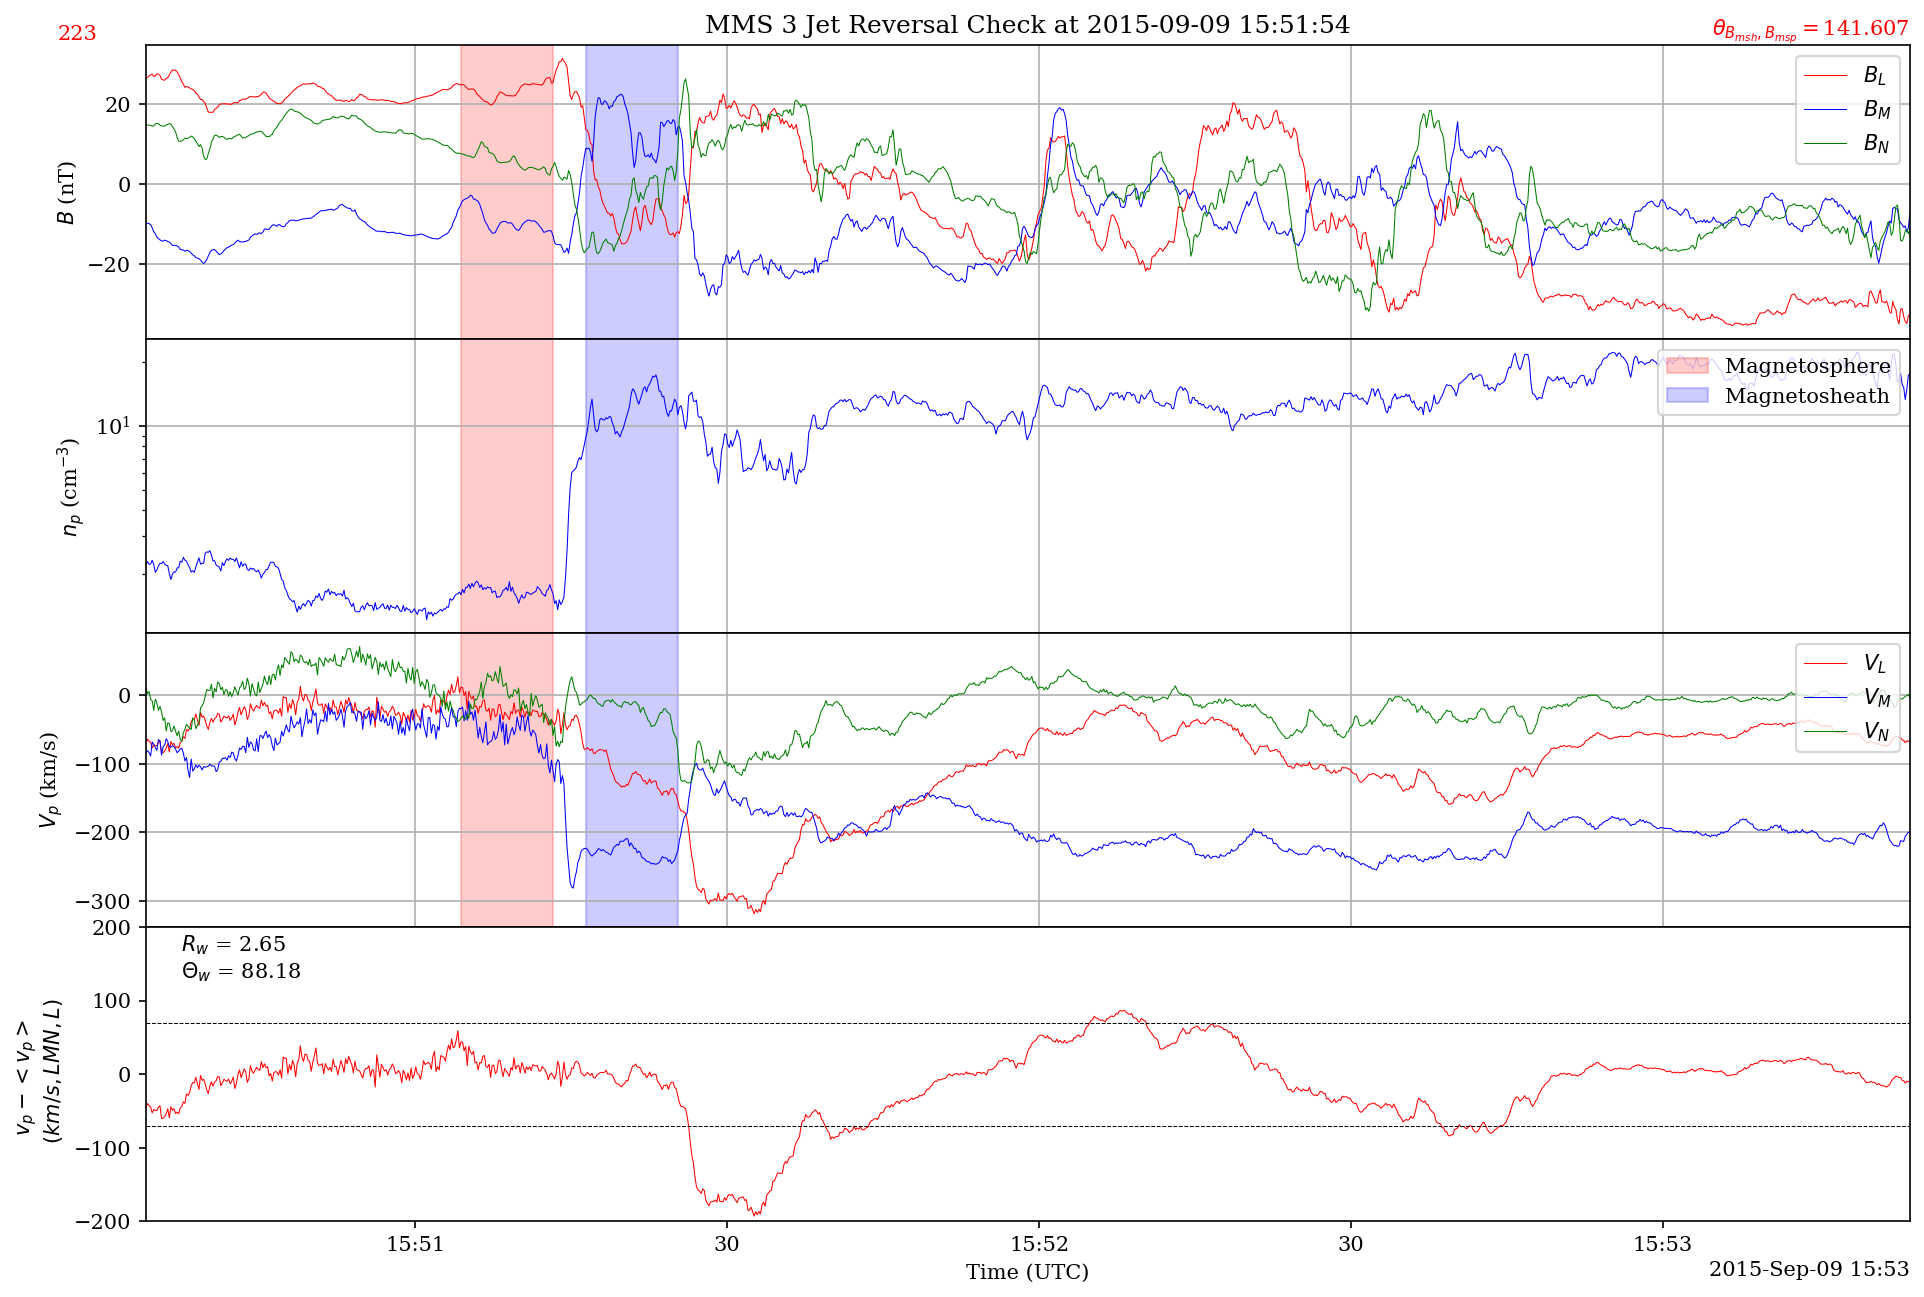 MMS 3 Jet Reversal Check at 2015-09-09 15:51:54
223
θ_{B_{msh}, B_{msp}} = 141.607
B (nT)
20
0
−20
B_L
B_M
B_N
n_p (cm^{−3})
10^1
Magnetosphere
Magnetosheath
V_p (km/s)
0
−100
−200
−300
V_L
V_M
V_N
v_p − < v_p >
(km/s, LMN, L)
200
100
0
−100
−200
R_w = 2.65
Θ_w = 88.18
15:51
30
15:52
30
15:53
Time (UTC)
2015-Sep-09 15:53